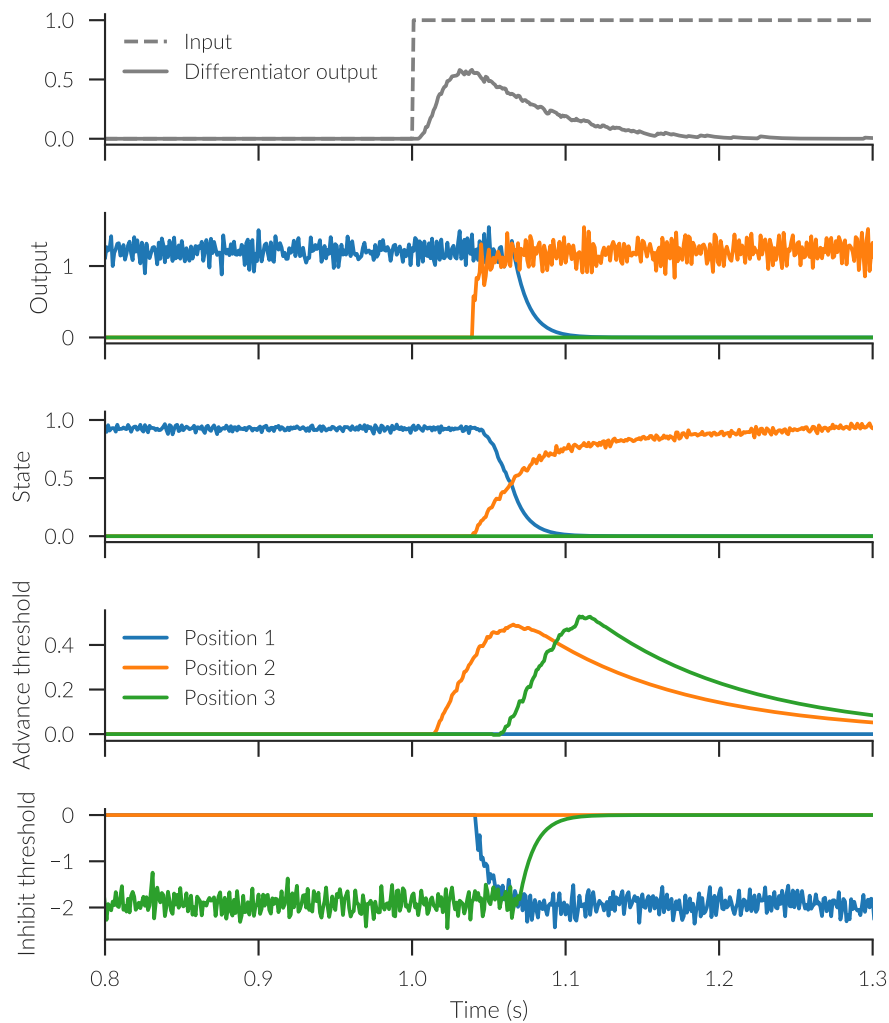 1.0
0.5
0.0
Input
Differentiator output
Output
1
0
State
1.0
0.5
0.0
Advance threshold
0.4
0.2
0.0
Position 1
Position 2
Position 3
Inhibit threshold
0
−1
−2
0.8 0.9 1.0 1.1 1.2 1.3
Time (s)